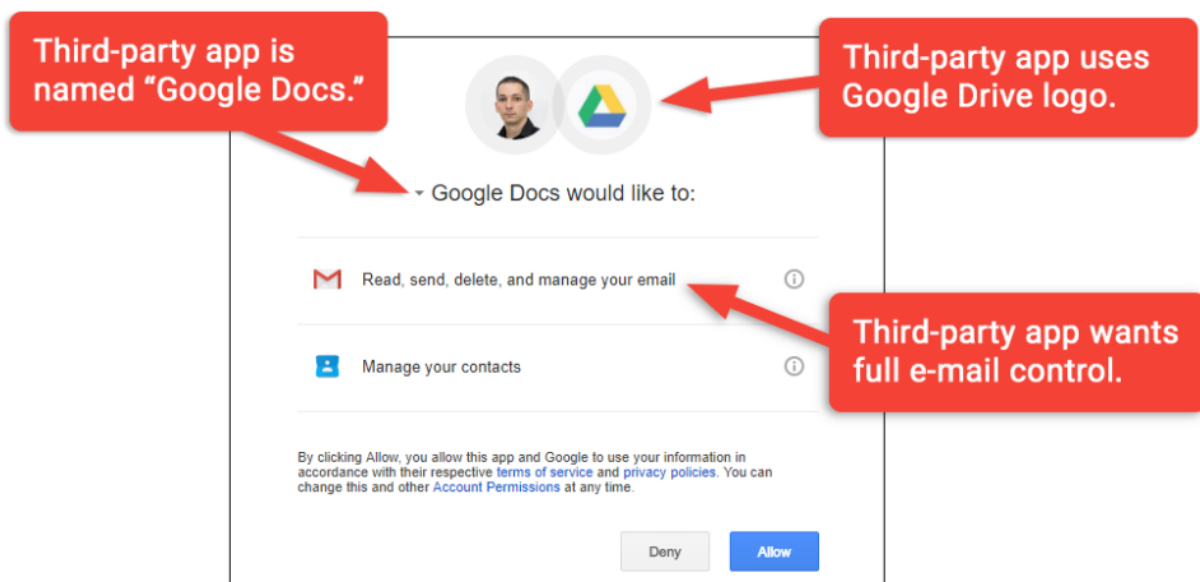 Third-party app is
named “Google Docs.”
Third-party app uses
Google Drive logo.
Google Docs would like to:
Read, send, delete, and manage your email
Third-party app wants
full e-mail control.
Manage your contacts
By clicking Allow, you allow this app and Google to use your information in
accordance with their respective terms of service and privacy policies. You can
change this and other Account Permissions at any time.
Deny
Allow